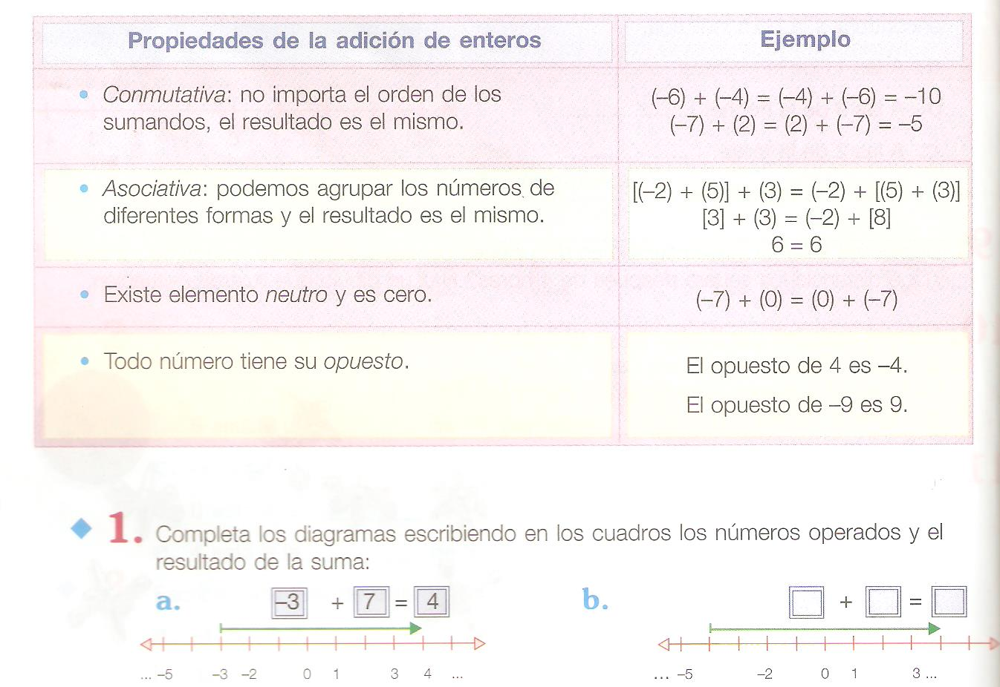 Propiedades de la adición de enteros
Ejemplo
• Conmutativa: no importa el orden de los
sumandos, el resultado es el mismo.
(–6) + (–4) = (–4) + (–6) = –10
(–7) + (2) = (2) + (–7) = –5
• Asociativa: podemos agrupar los números de
diferentes formas y el resultado es el mismo.
[(–2) + (5)] + (3) = (–2) + [(5) + (3)]
[3] + (3) = (–2) + [8]
6 = 6
• Existe elemento neutro y es cero.
(–7) + (0) = (0) + (–7)
• Todo número tiene su opuesto.
El opuesto de 4 es –4.
El opuesto de –9 es 9.
1. Completa los diagramas escribiendo en los cuadros los números operados y el
resultado de la suma:
a. –3 + 7 = 4
... –5 –3 –2 0 1 3 4 ...
b. + =
... –5 –2 0 1 3 ...